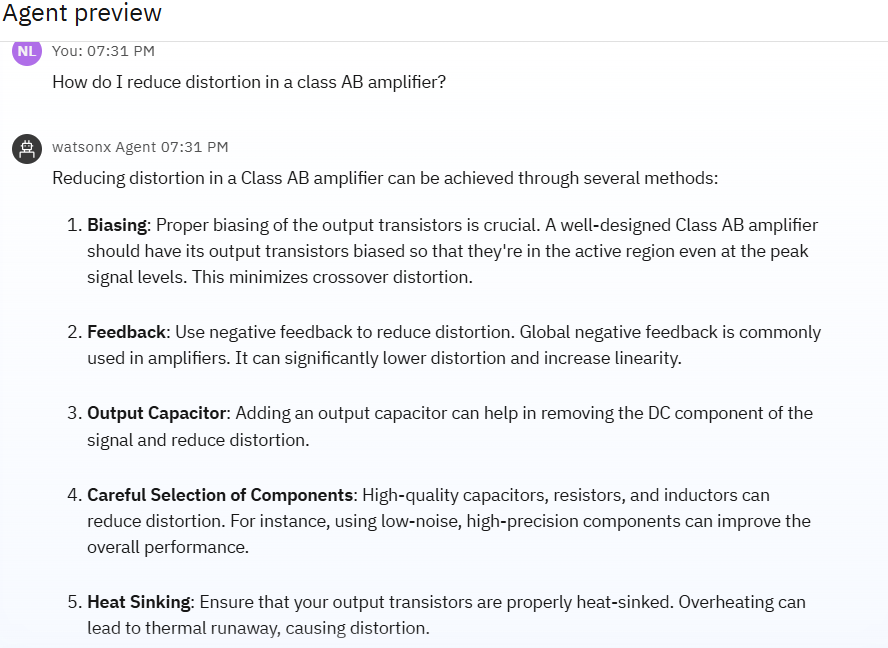 Agent preview
NL
You: 07:31 PM
How do I reduce distortion in a class AB amplifier?
watsonx Agent 07:31 PM
Reducing distortion in a Class AB amplifier can be achieved through several methods:
1. Biasing: Proper biasing of the output transistors is crucial. A well-designed Class AB amplifier
should have its output transistors biased so that they're in the active region even at the peak
signal levels. This minimizes crossover distortion.
2. Feedback: Use negative feedback to reduce distortion. Global negative feedback is commonly
used in amplifiers. It can significantly lower distortion and increase linearity.
3. Output Capacitor: Adding an output capacitor can help in removing the DC component of the
signal and reduce distortion.
4. Careful Selection of Components: High-quality capacitors, resistors, and inductors can
reduce distortion. For instance, using low-noise, high-precision components can improve the
overall performance.
5. Heat Sinking: Ensure that your output transistors are properly heat-sinked. Overheating can
lead to thermal runaway, causing distortion.